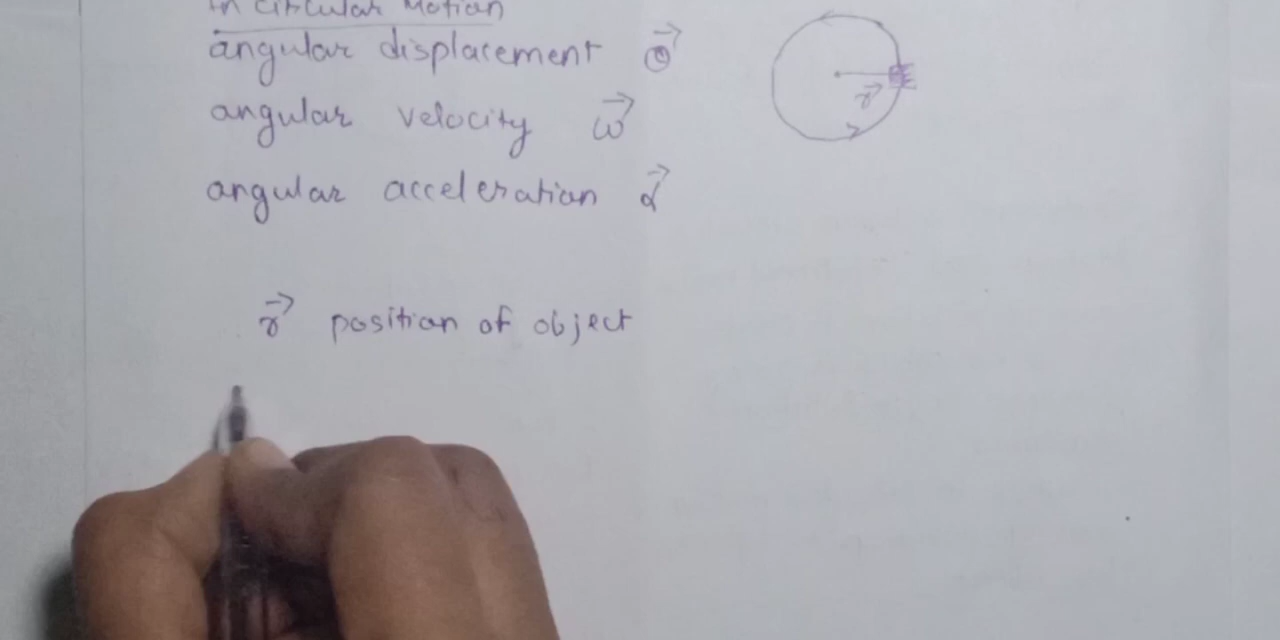 in circular Motion
angular displacement θ⃗
angular velocity ω⃗
angular acceleration α⃗
r⃗
r⃗ position of object